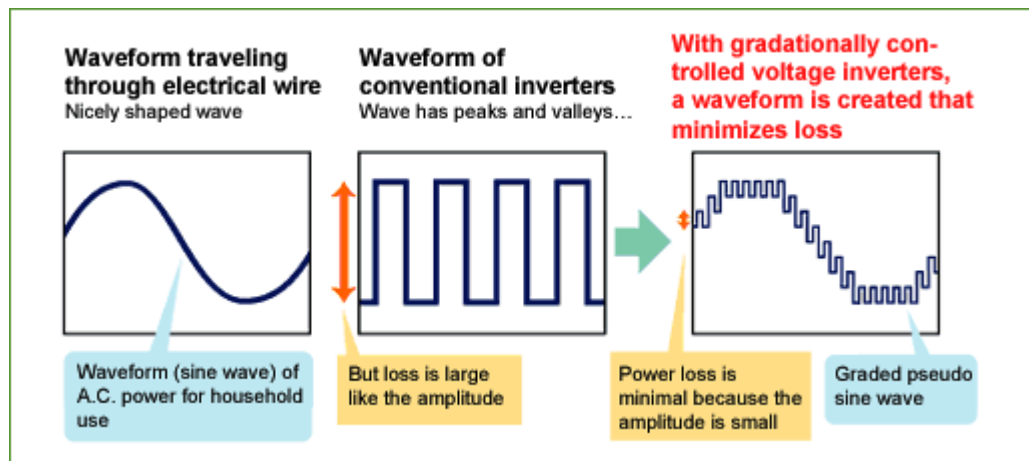 Waveform traveling
through electrical wire
Nicely shaped wave
Waveform of
conventional inverters
Wave has peaks and valleys…
With gradationally con-
trolled voltage inverters,
a waveform is created that
minimizes loss
Waveform (sine wave) of
A.C. power for household
use
But loss is large
like the amplitude
Power loss is
minimal because the
amplitude is small
Graded pseudo
sine wave